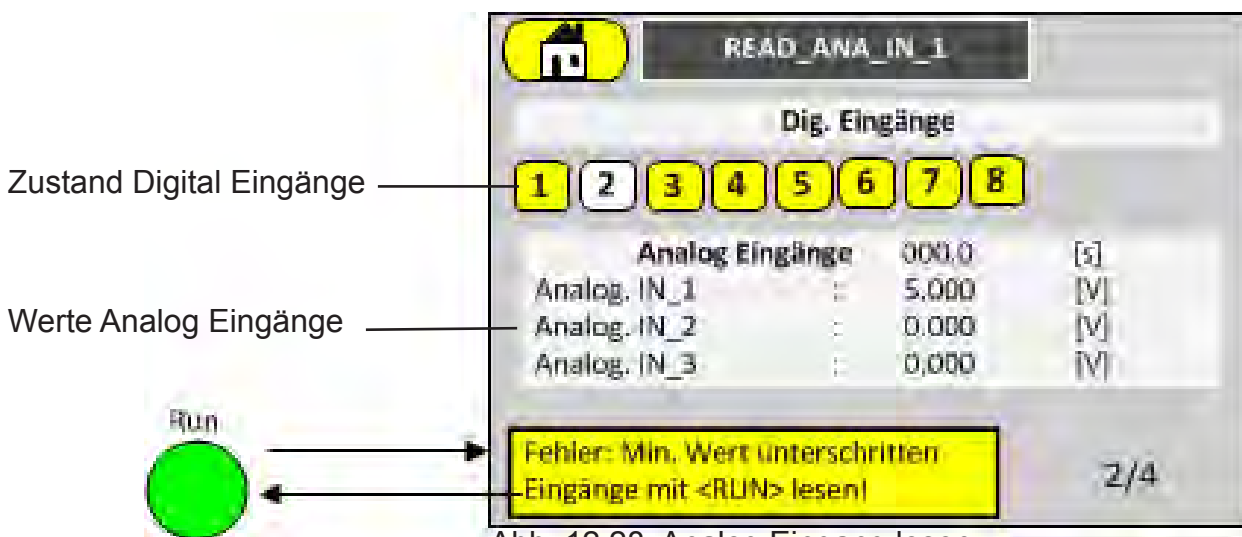 READ_ANA_IN_1
Dig. Eingänge
Zustand Digital Eingänge
1 2 3 4 5 6 7 8
Analog Eingänge 000.0 [s]
Analog. IN_1 : 5.000 [V]
Werte Analog Eingänge
Analog. IN_2 : 0.000 [V]
Analog. IN_3 : 0,000 [V]
Run
Fehler: Min. Wert unterschritten
Eingänge mit <RUN> lesen!
2/4